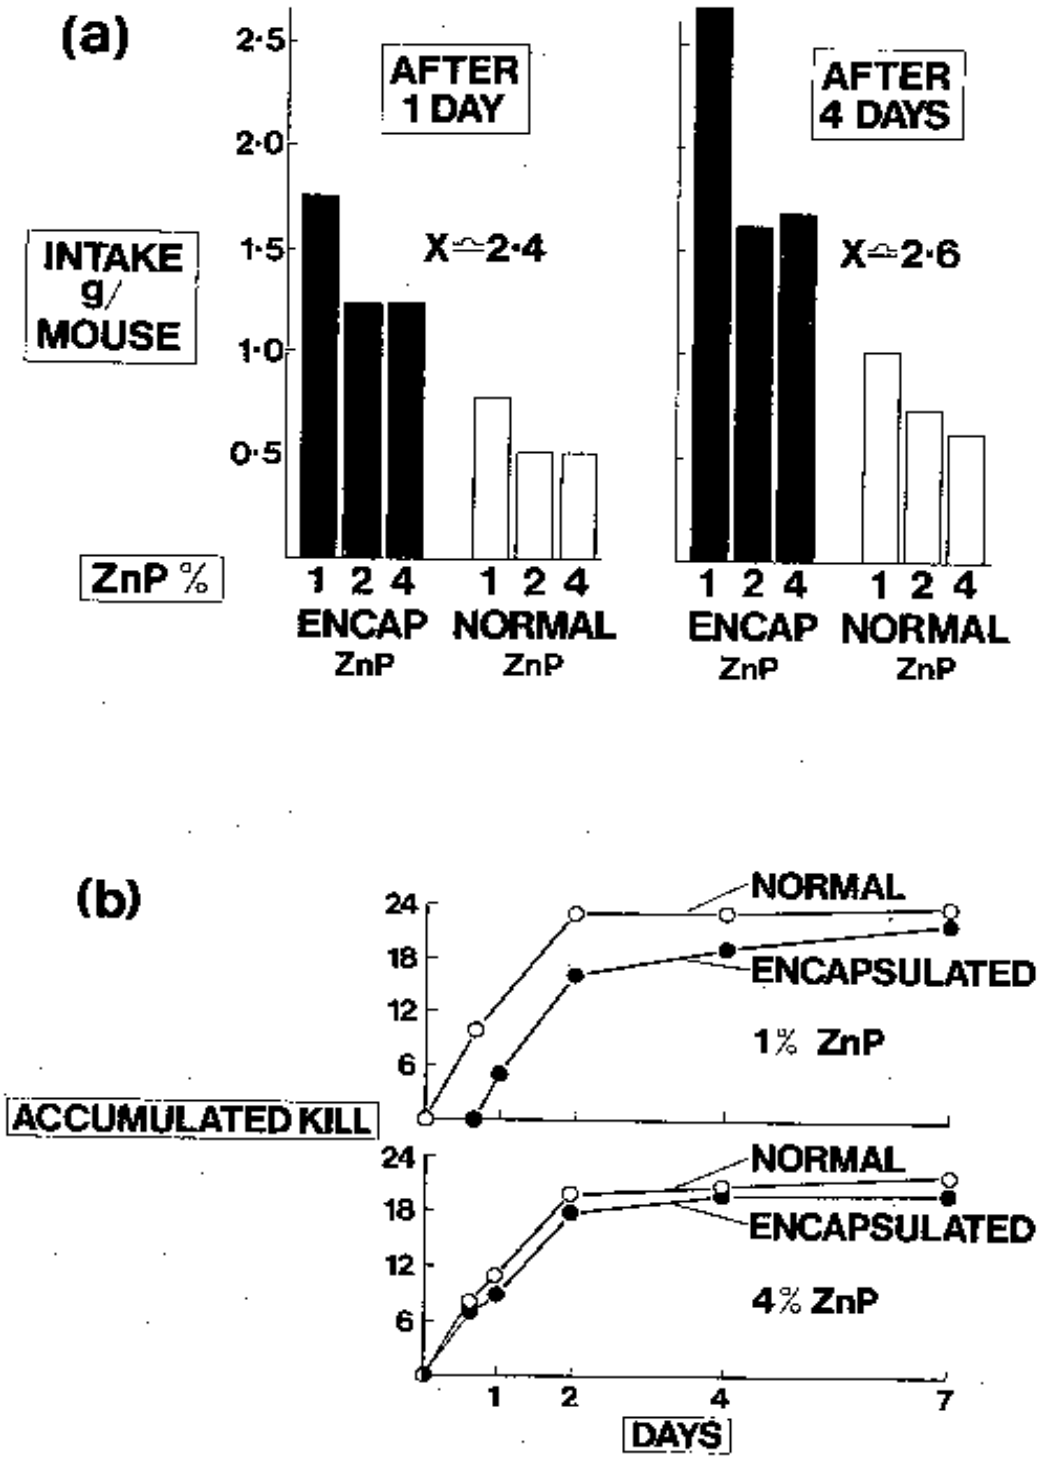 (a)
2·5
2·0
1·5
1·0
0·5
INTAKE
g/
MOUSE
AFTER
1 DAY
X≏2·4
AFTER
4 DAYS
X≏2·6
ZnP %
1 2 4 1 2 4
ENCAP NORMAL
ZnP ZnP
1 2 4 1 2 4
ENCAP NORMAL
ZnP ZnP
(b)
24
18
12
6
NORMAL
ENCAPSULATED
1% ZnP
ACCUMULATED KILL
24
18
12
6
NORMAL
ENCAPSULATED
4% ZnP
1 2 4 7
DAYS